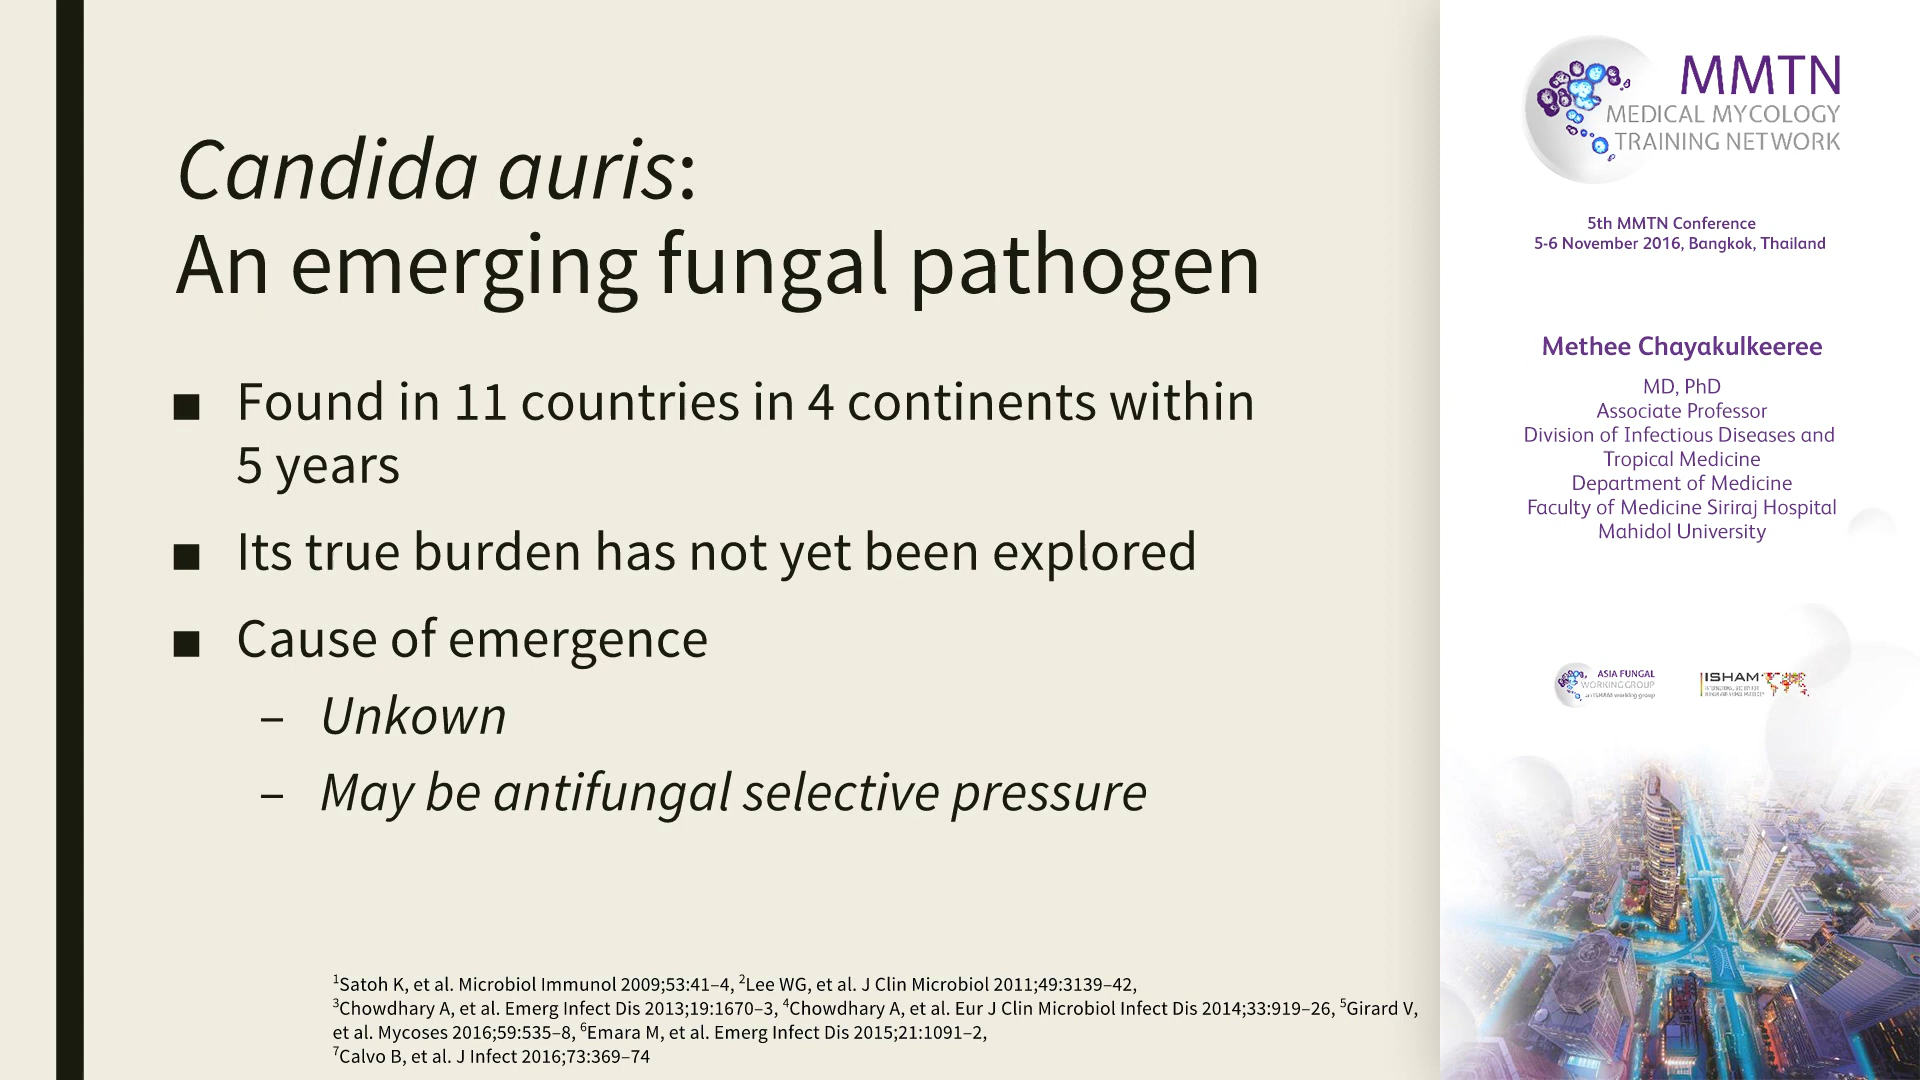 Candida auris:
An emerging fungal pathogen
■ Found in 11 countries in 4 continents within
5 years
■ Its true burden has not yet been explored
■ Cause of emergence
– Unkown
– May be antifungal selective pressure
¹Satoh K, et al. Microbiol Immunol 2009;53:41–4, ²Lee WG, et al. J Clin Microbiol 2011;49:3139–42,
³Chowdhary A, et al. Emerg Infect Dis 2013;19:1670–3, ⁴Chowdhary A, et al. Eur J Clin Microbiol Infect Dis 2014;33:919–26, ⁵Girard V,
et al. Mycoses 2016;59:535–8, ⁶Emara M, et al. Emerg Infect Dis 2015;21:1091–2,
⁷Calvo B, et al. J Infect 2016;73:369–74
MMTN
MEDICAL MYCOLOGY
TRAINING NETWORK
5th MMTN Conference
5-6 November 2016, Bangkok, Thailand
Methee Chayakulkeeree
MD, PhD
Associate Professor
Division of Infectious Diseases and
Tropical Medicine
Department of Medicine
Faculty of Medicine Siriraj Hospital
Mahidol University
ASIA FUNGAL
WORKING GROUP
an ISHAM working group
ISHAM